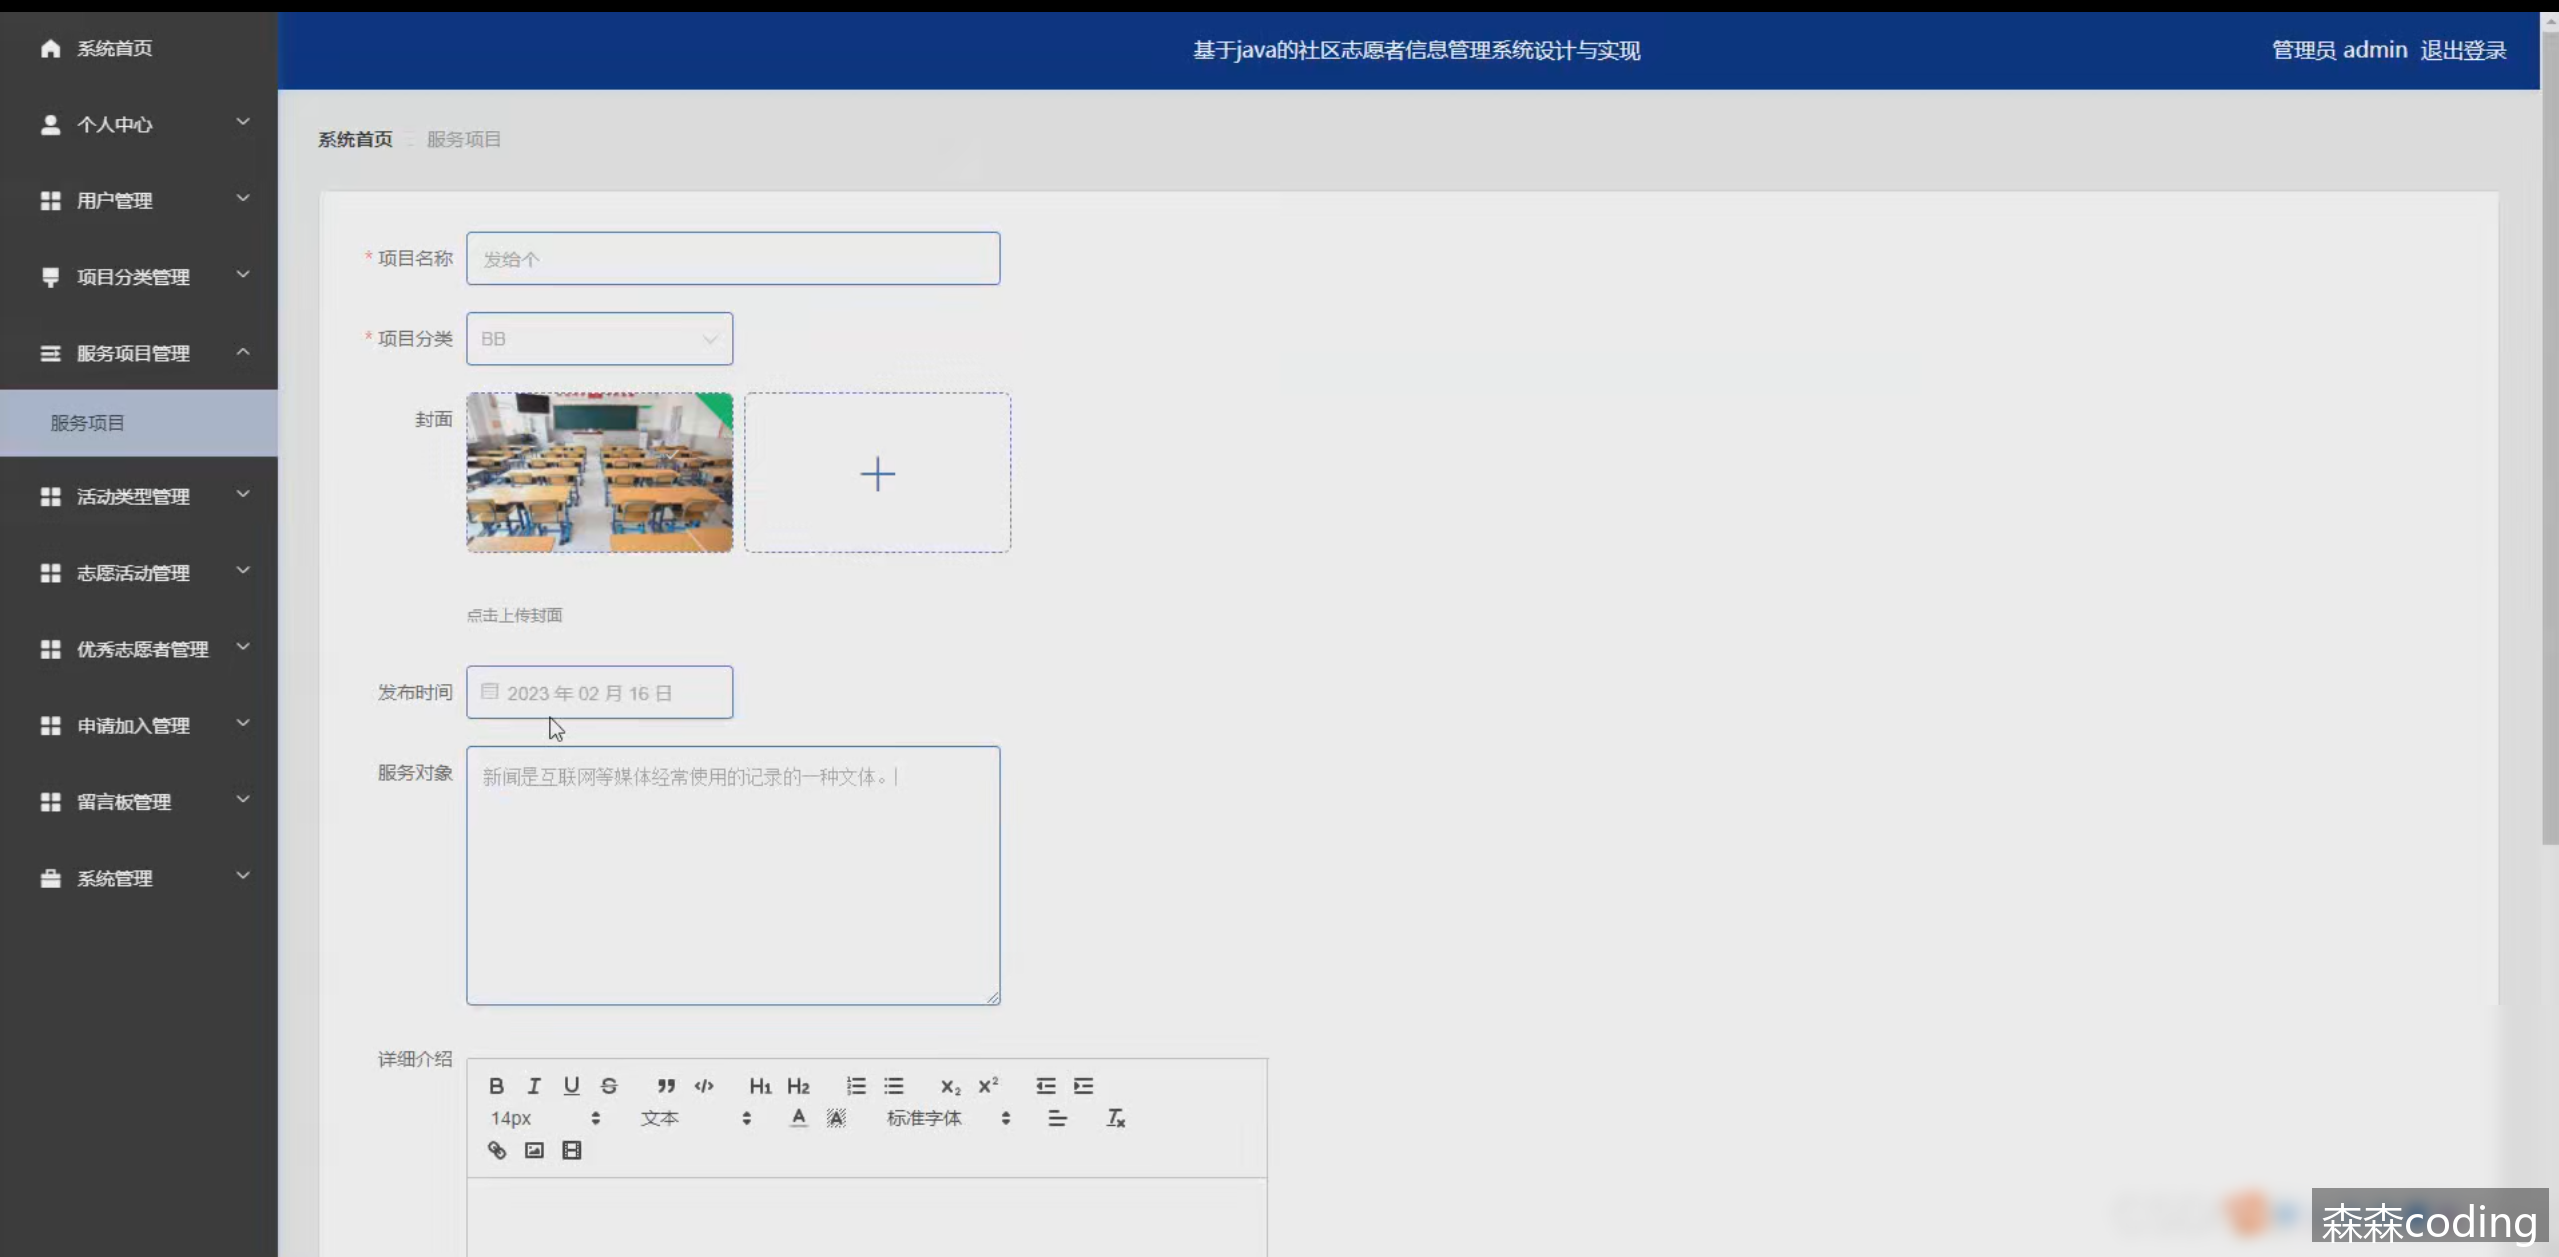 基于java的社区志愿者信息管理系统设计与实现
管理员 admin 退出登录
系统首页
个人中心
用户管理
项目分类管理
服务项目管理
服务项目
活动类型管理
志愿活动管理
优秀志愿者管理
申请加入管理
留言板管理
系统管理
系统首页 服务项目
* 项目名称 发给个
* 项目分类 BB
封面
点击上传封面
发布时间 2023 年 02 月 16 日
服务对象 新闻是互联网等媒体经常使用的记录的一种文体。
详细介绍
B I U S H1 H2 x2 x2
14px 文本 A A 标准字体 Tx
森森coding